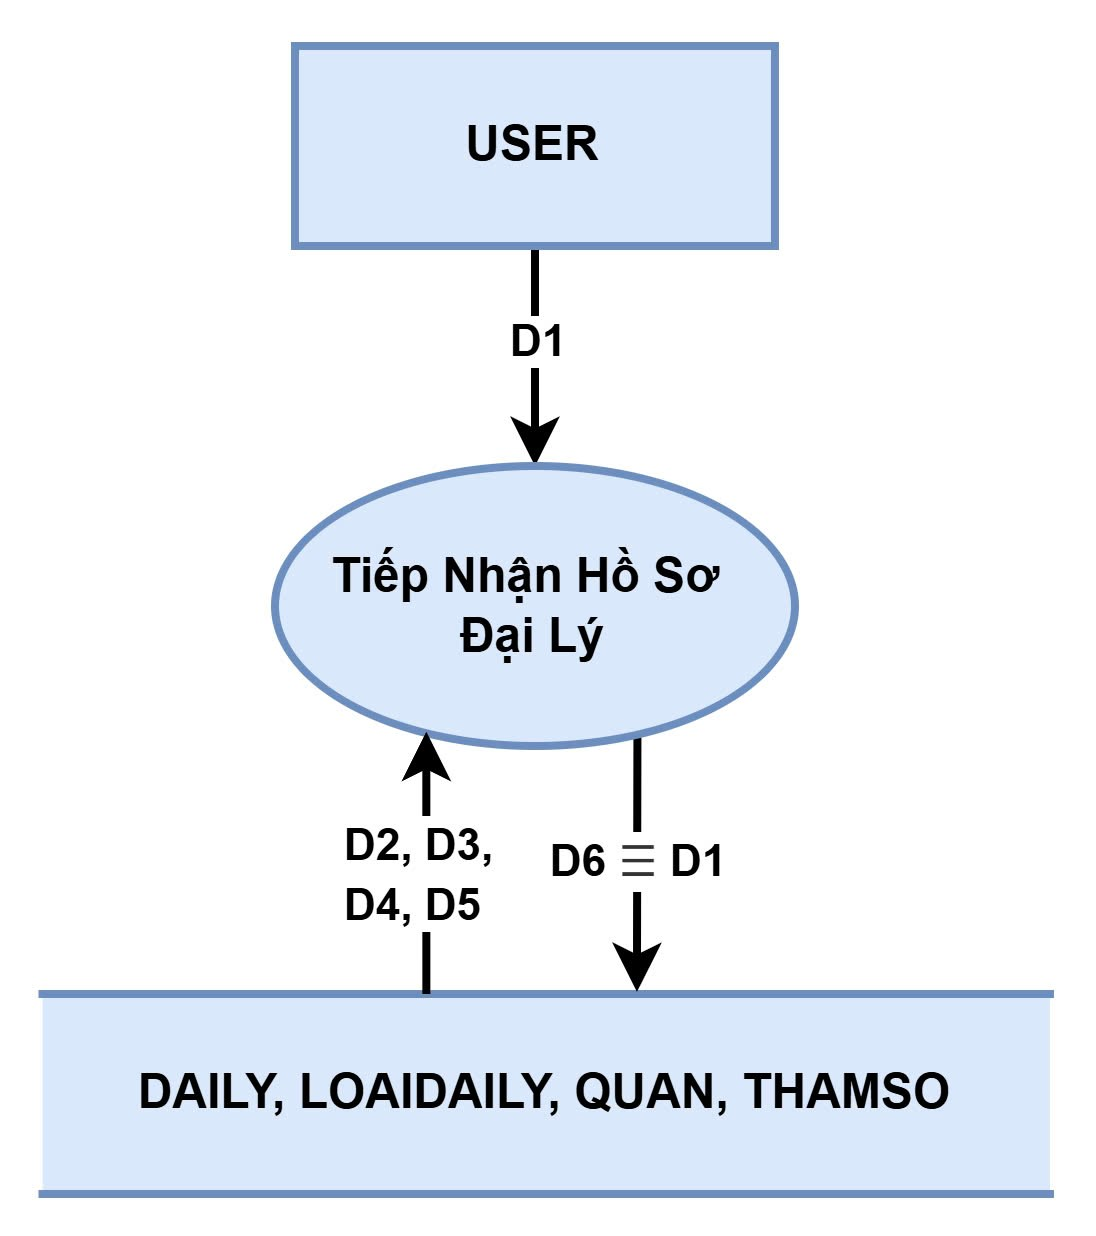 USER
D1
Tiếp Nhận Hồ Sơ
Đại Lý
D2, D3,
D4, D5
D6 ☰ D1
DAILY, LOAIDAILY, QUAN, THAMSO